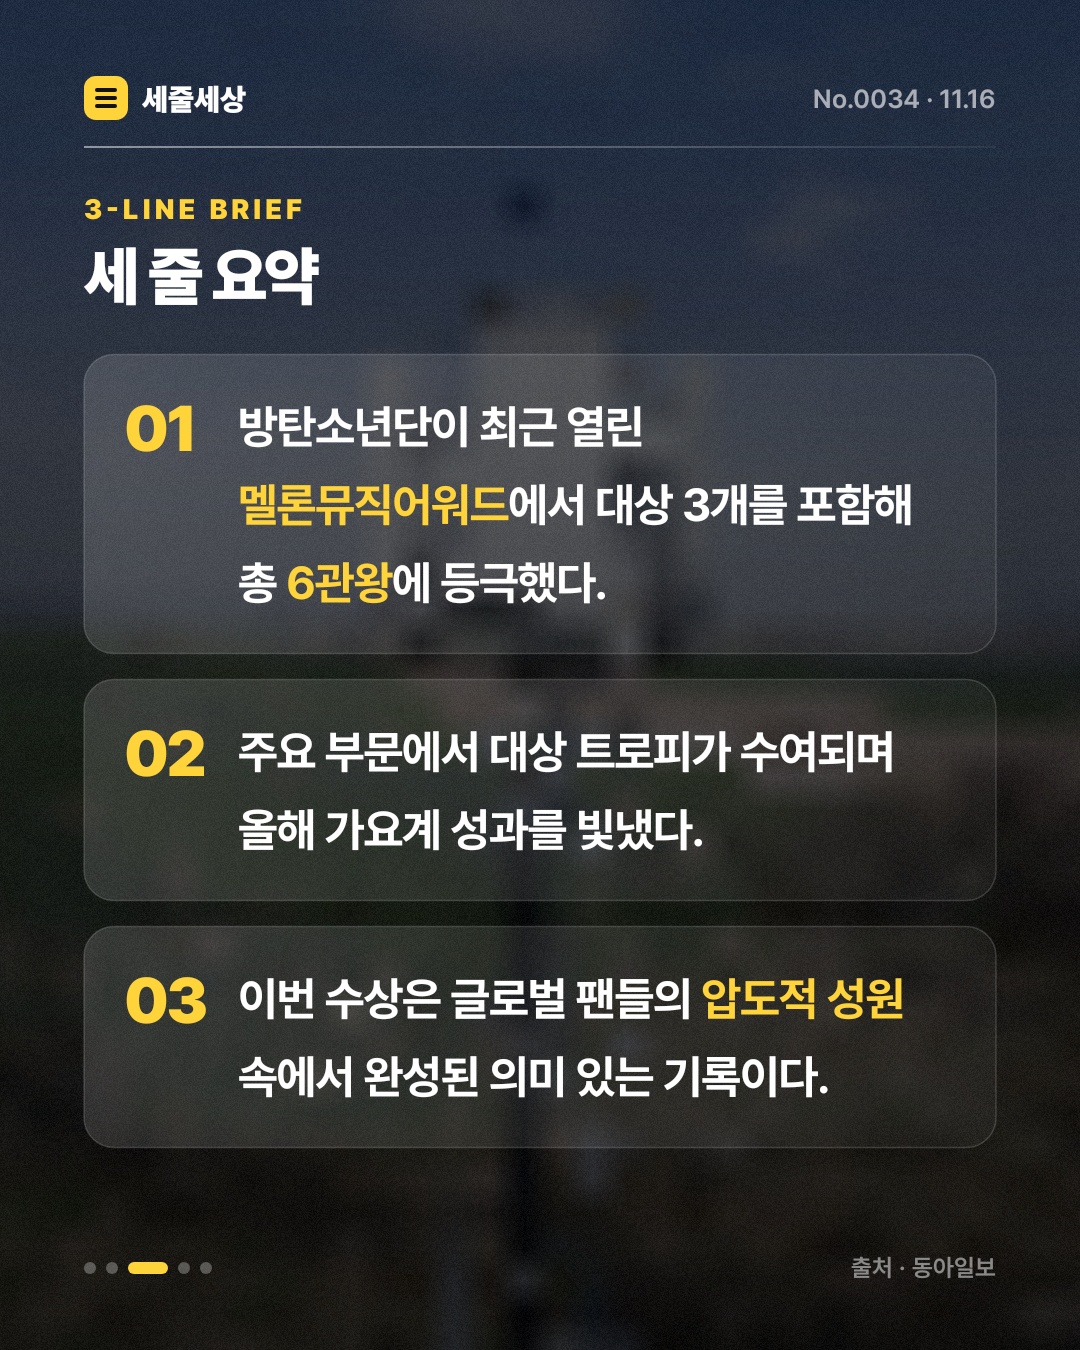 세줄세상
No.0034 · 11.16
3-LINE BRIEF
세 줄 요약
01
방탄소년단이 최근 열린
멜론뮤직어워드에서 대상 3개를 포함해
총 6관왕에 등극했다.
02
주요 부문에서 대상 트로피가 수여되며
올해 가요계 성과를 빛냈다.
03
이번 수상은 글로벌 팬들의 압도적 성원
속에서 완성된 의미 있는 기록이다.
출처 · 동아일보